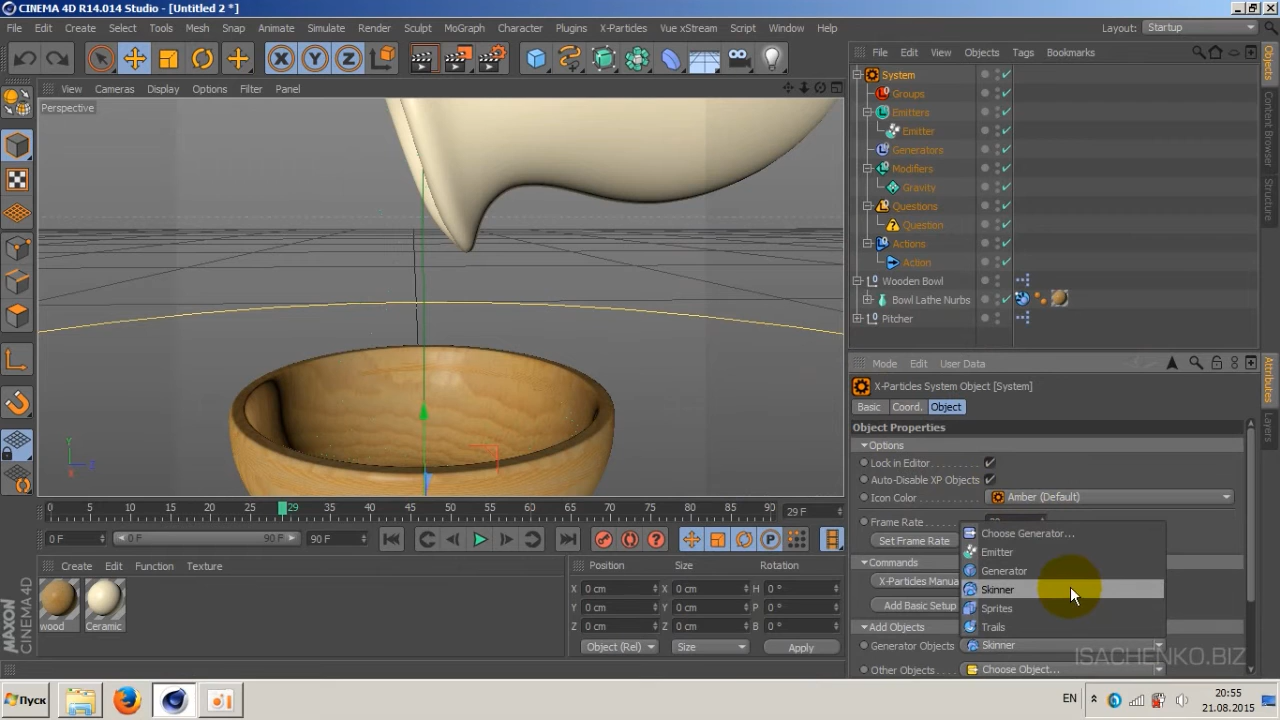 CINEMA 4D R14.014 Studio - [Untitled 2 *]
File Edit Create Select Tools Mesh Snap Animate Simulate Render Sculpt MoGraph Character Plugins X-Particles Vue xStream Script Window Help
Layout: Startup
X Y Z
File Edit View Objects Tags Bookmarks
View Cameras Display Options Filter Panel
Perspective
System
Groups
Emitters
Emitter
Generators
Modifiers
Gravity
Questions
Question
Actions
Action
Wooden Bowl
Bowl Lathe Nurbs
Pitcher
Objects
Content Browser
Structure
Attributes
Layers
Mode Edit User Data
X-Particles System Object [System]
Basic Coord. Object
Object Properties
Options
Lock in Editor
Auto-Disable XP Objects
Icon Color
Amber (Default)
Frame Rate
Set Frame Rate
Commands
X-Particles Manua
Add Basic Setup
Add Objects
Generator Objects
Skinner
Other Objects
Choose Object...
Choose Generator...
Emitter
Generator
Skinner
Sprites
Trails
Y
Z
X
0 5 10 15 20 25 29 35 40 45 50 55 60 65 70 75 80 85 90
29 F
0 F
0 F
90 F
90 F
P
Create Edit Function Texture
wood
Ceramic
Position Size Rotation
X 0 cm X 0 cm H 0 °
Y 0 cm Y 0 cm P 0 °
Z 0 cm Z 0 cm B 0 °
Object (Rel) Size Apply
MAXON
CINEMA 4D
ISACHENKO.BIZ
Пуск
EN
20:55
21.08.2015